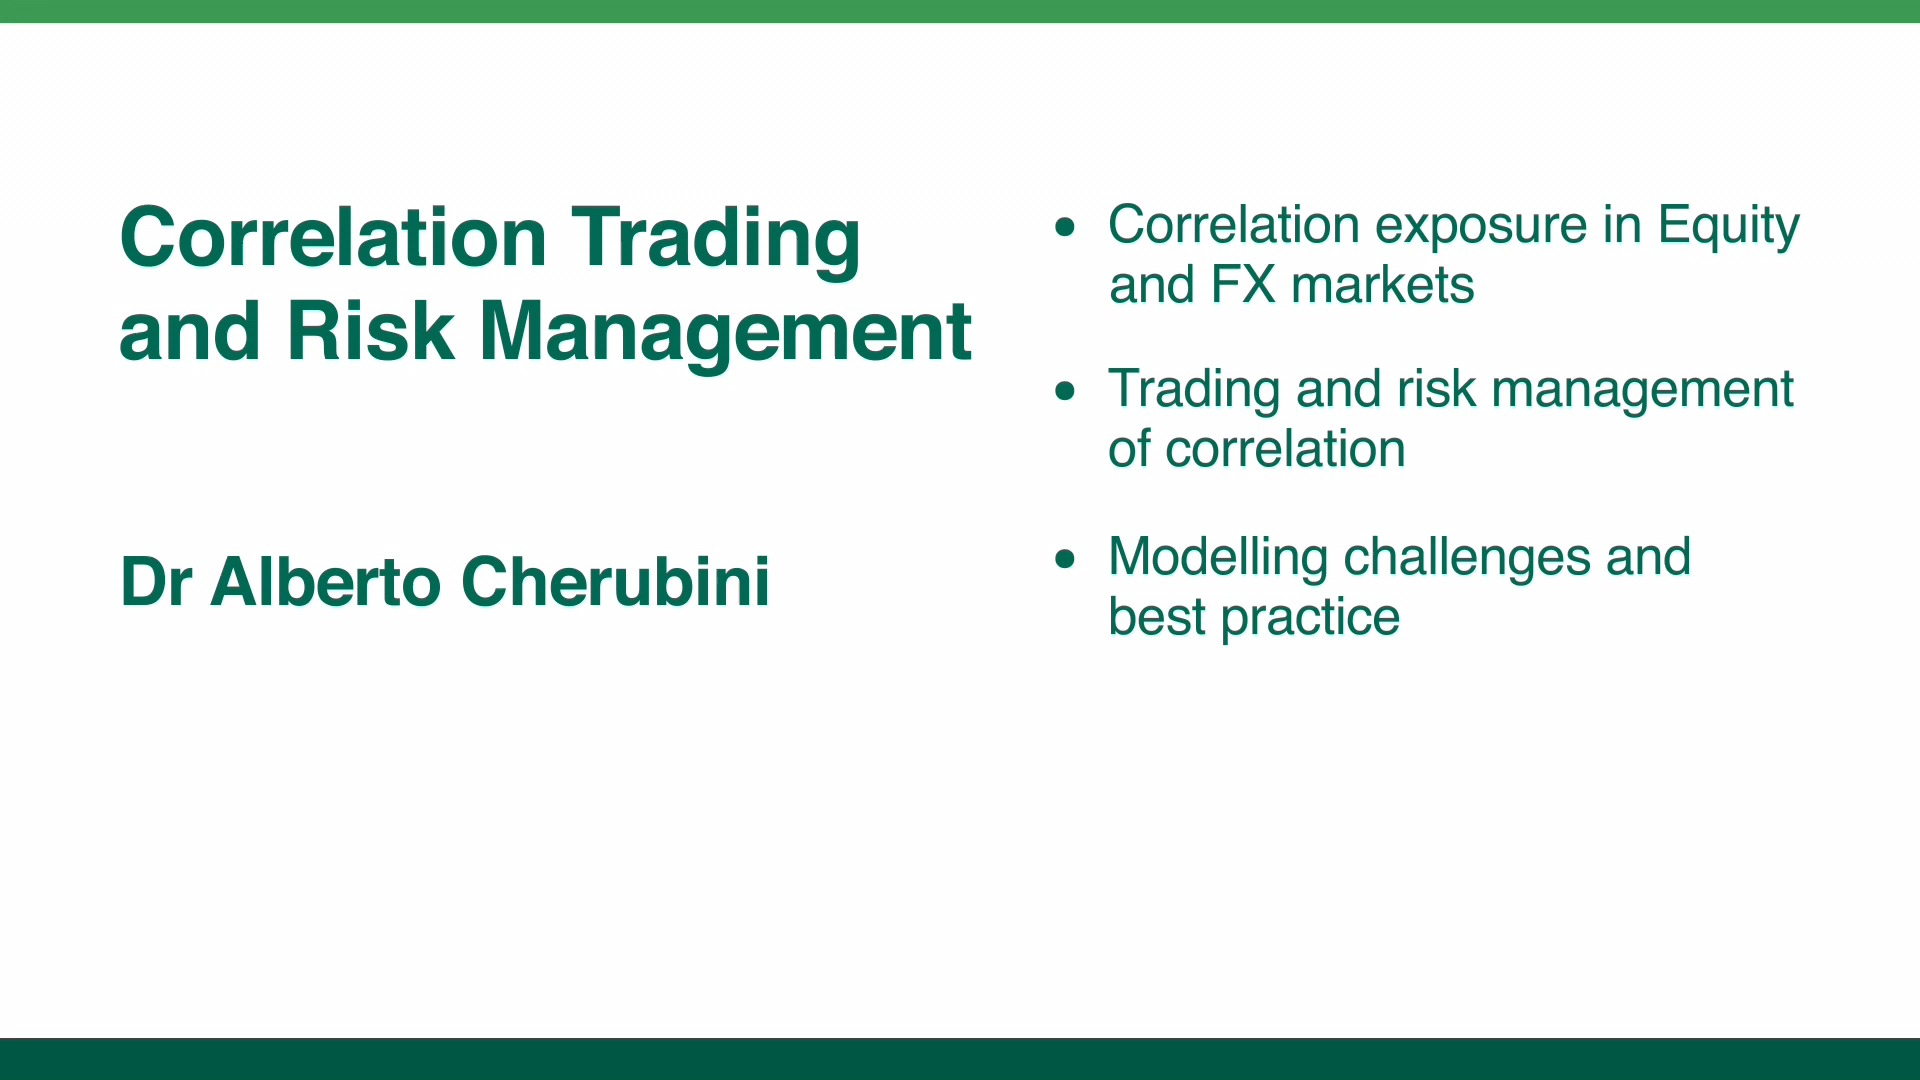 Correlation Trading
and Risk Management
Dr Alberto Cherubini
• Correlation exposure in Equity
and FX markets
• Trading and risk management
of correlation
• Modelling challenges and
best practice